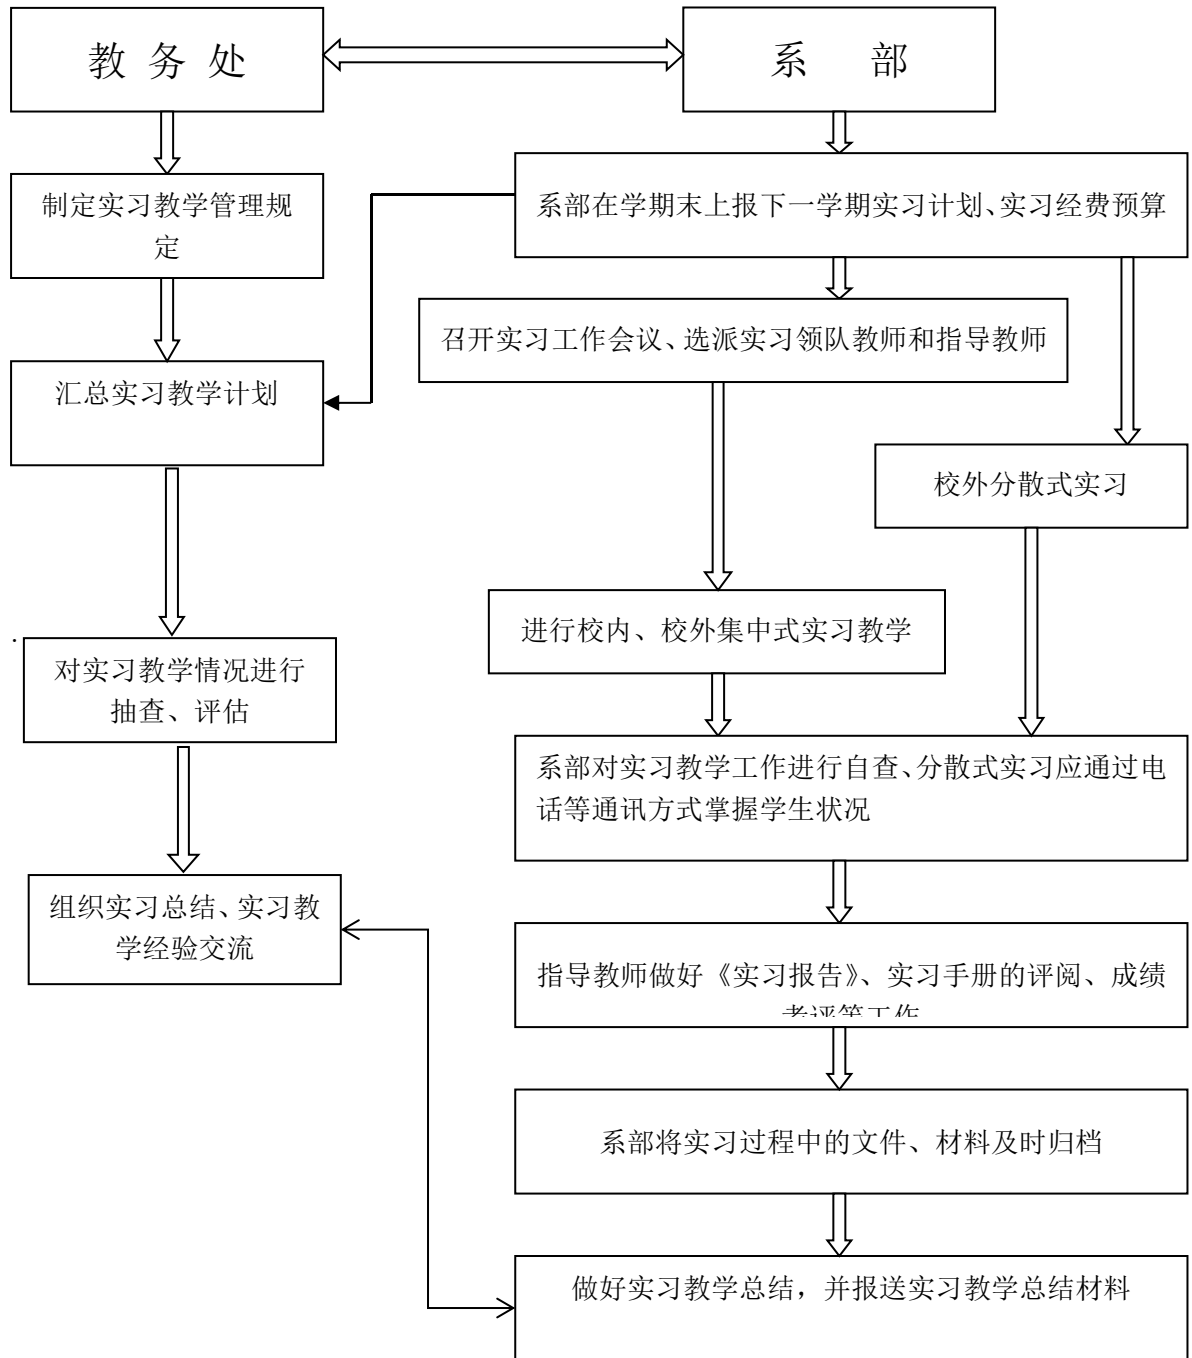 教 务 处
系 部
制定实习教学管理规
定
系部在学期末上报下一学期实习计划、实习经费预算
召开实习工作会议、选派实习领队教师和指导教师
汇总实习教学计划
校外分散式实习
进行校内、校外集中式实习教学
对实习教学情况进行
抽查、评估
系部对实习教学工作进行自查、分散式实习应通过电
话等通讯方式掌握学生状况
组织实习总结、实习教
学经验交流
指导教师做好《实习报告》、实习手册的评阅、成绩
考评等工作
系部将实习过程中的文件、材料及时归档
做好实习教学总结，并报送实习教学总结材料